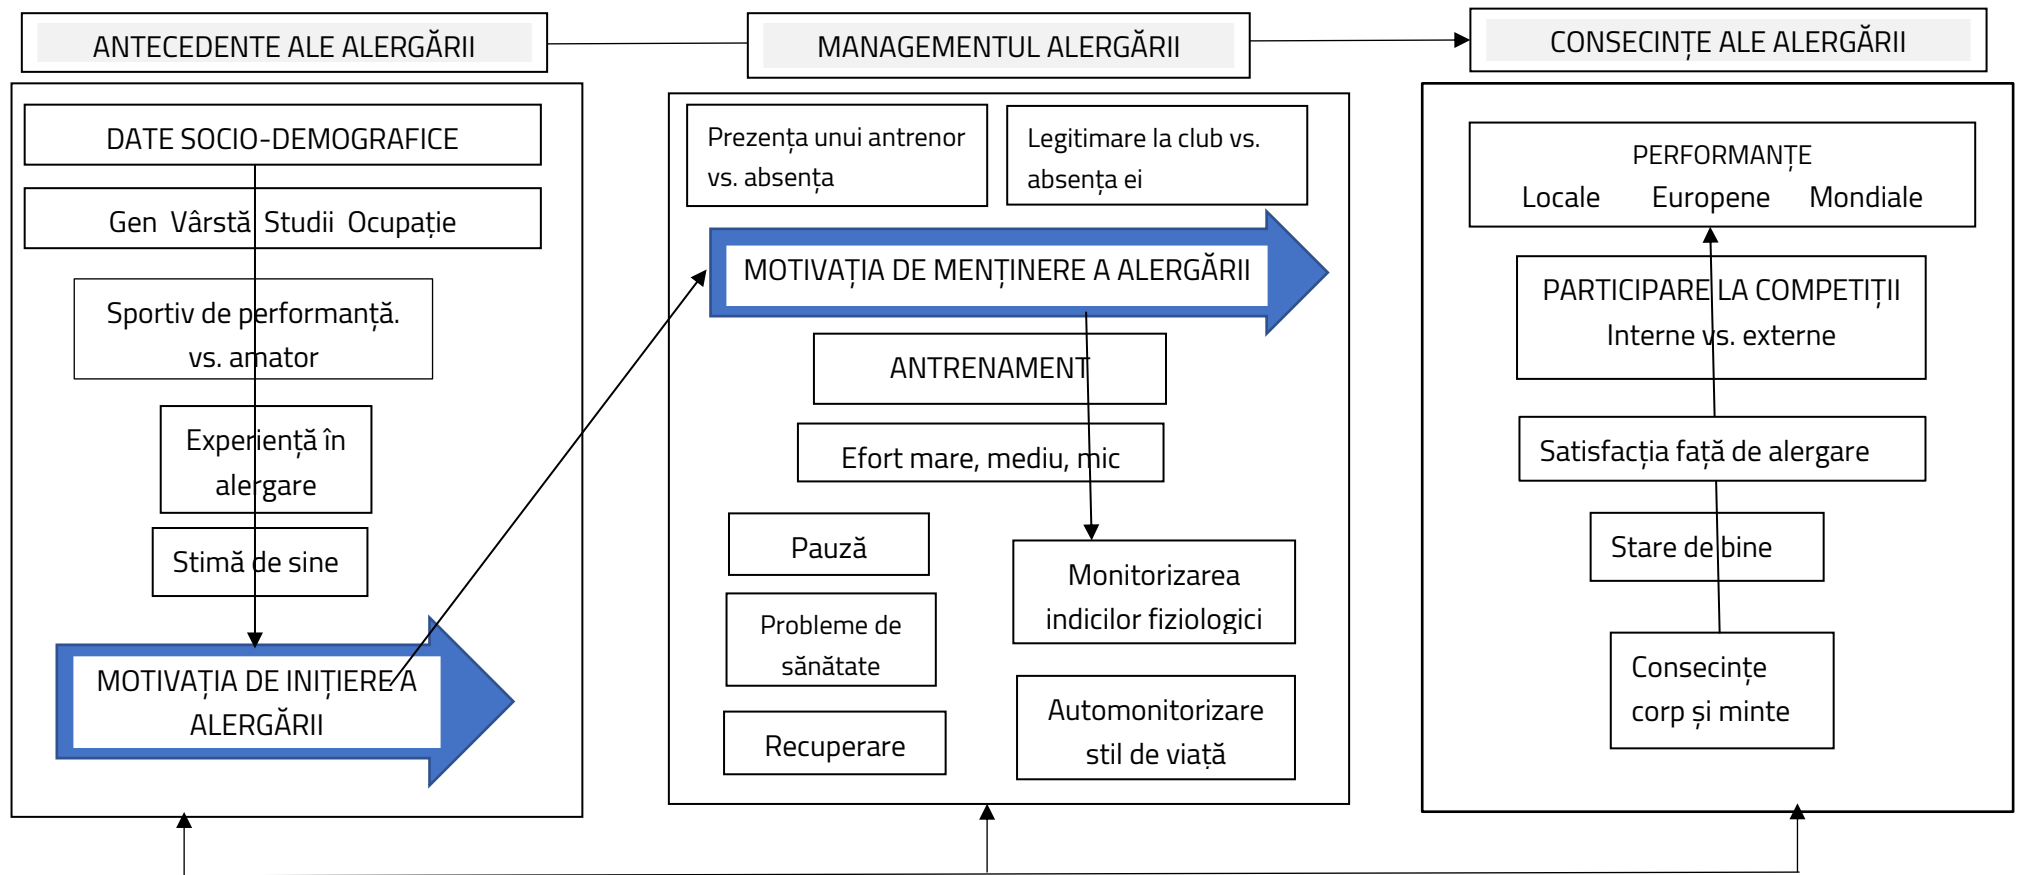 ANTECEDENTE ALE ALERGĂRII
MANAGEMENTUL ALERGĂRII
CONSECINȚE ALE ALERGĂRII
DATE SOCIO-DEMOGRAFICE
Gen Vârstă Studii Ocupație
Sportiv de performanță.
vs. amator
Experiență în
alergare
Stimă de sine
MOTIVAȚIA DE INIȚIERE A
ALERGĂRII
Prezența unui antrenor
vs. absența
Legitimare la club vs.
absența ei
MOTIVAȚIA DE MENȚINERE A ALERGĂRII
ANTRENAMENT
Efort mare, mediu, mic
Pauză
Probleme de
sănătate
Recuperare
Monitorizarea
indicilor fiziologici
Automonitorizare
stil de viață
PERFORMANȚE
Locale Europene Mondiale
PARTICIPARE LA COMPETIȚII
Interne vs. externe
Satisfacția față de alergare
Stare de bine
Consecințe
corp și minte